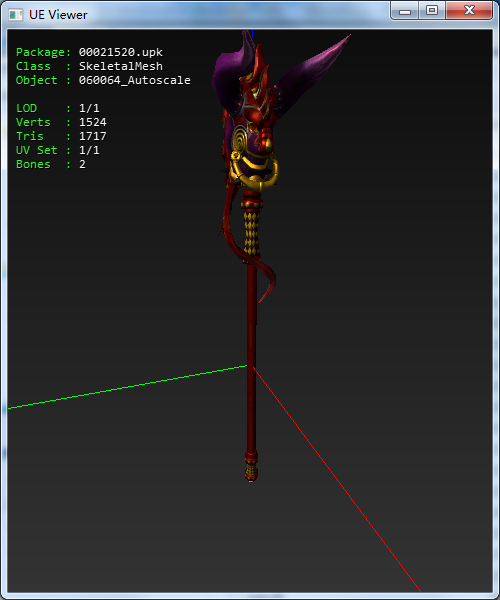 UE Viewer
Package: 00021520.upk
Class : SkeletalMesh
Object : 060064_Autoscale
LOD : 1/1
Verts : 1524
Tris : 1717
UV Set : 1/1
Bones : 2